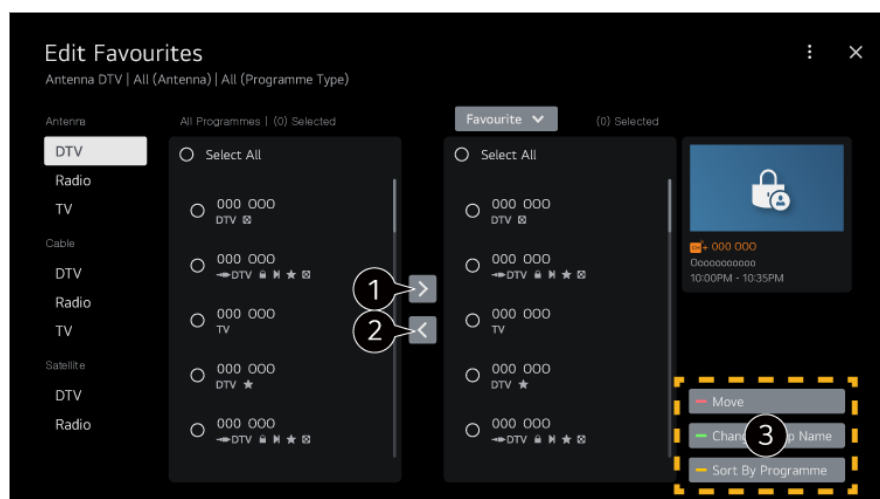 Edit Favourites
Antenna DTV | All (Antenna) | All (Programme Type)
Antenna
DTV
Radio
TV
Cable
DTV
Radio
TV
Satellite
DTV
Radio
All Programmes | (0) Selected
Select All
000 000
DTV
000 000
DTV
000 000
TV
000 000
DTV
000 000
DTV
1
2
Favourite
(0) Selected
Select All
000 000
DTV
000 000
DTV
000 000
TV
000 000
DTV
000 000
DTV
+ 000 000
Ooooooooooo
10:00PM - 10:35PM
Move
3
Name
Sort By Programme